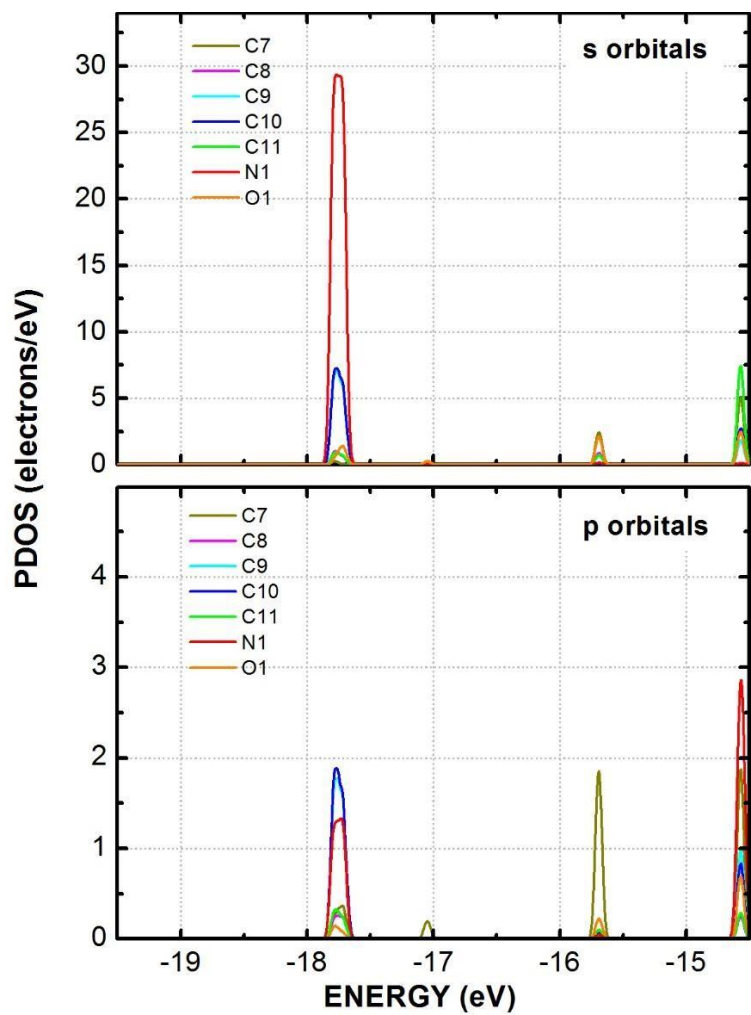 s orbitals
C7
C8
C9
C10
C11
N1
O1
30
25
20
15
10
5
0
PDOS (electrons/eV)
p orbitals
C7
C8
C9
C10
C11
N1
O1
4
3
2
1
0
-19 -18 -17 -16 -15
ENERGY (eV)